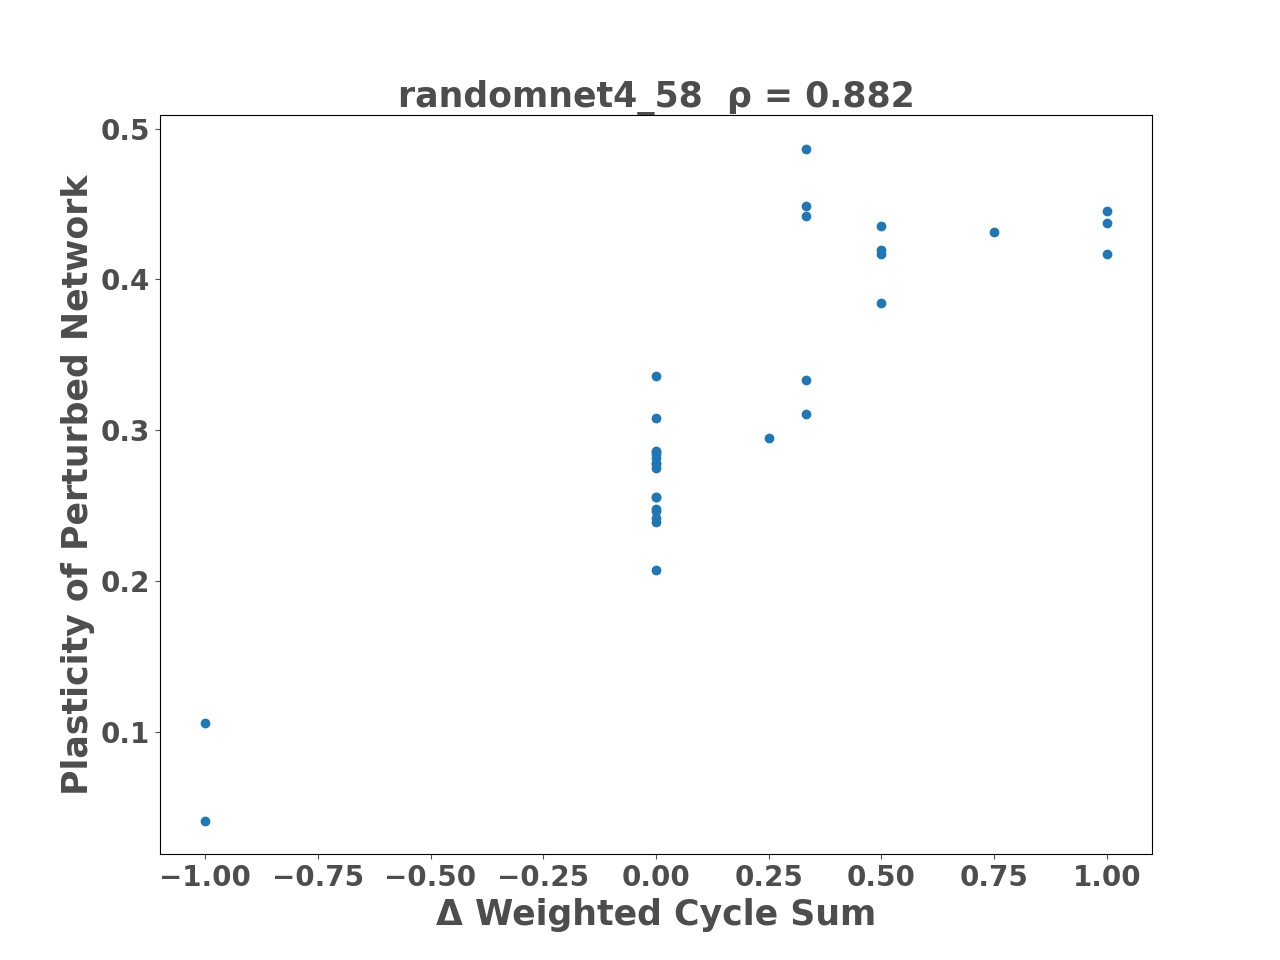 randomnet4_58  ρ = 0.882
Plasticity of Perturbed Network
0.5
0.4
0.3
0.2
0.1
−1.00 −0.75 −0.50 −0.25 0.00 0.25 0.50 0.75 1.00
Δ Weighted Cycle Sum